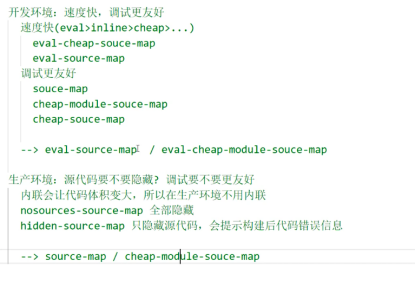 开发环境：速度快，调试更友好
速度快(eval>inline>cheap>...)
eval-cheap-souce-map
eval-source-map
调试更友好
souce-map
cheap-module-souce-map
cheap-souce-map
--> eval-source-map / eval-cheap-module-souce-map
生产环境：源代码要不要隐藏? 调试要不要更友好
内联会让代码体积变大，所以在生产环境不用内联
nosources-source-map 全部隐藏
hidden-source-map 只隐藏源代码，会提示构建后代码错误信息
--> source-map / cheap-module-souce-map